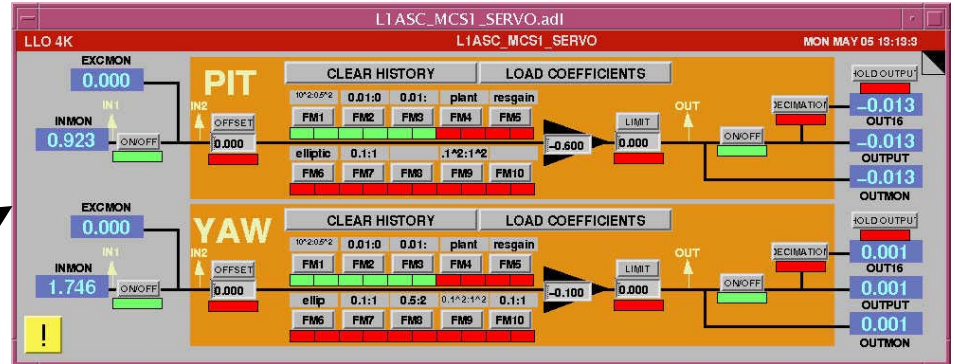 L1ASC_MCS1_SERVO.adl
LLO 4K L1ASC_MCS1_SERVO MON MAY 05 13:13:3
EXCMON
0.000
PIT
CLEAR HISTORY LOAD COEFFICIENTS
HOLD OUTPUT
IN1
IN2
10^2:0.5^2 0.01:0 0.01: plant resgain
OUT
DECIMATION
-0.013
OUT16
INMON
OFFSET
FM1 FM2 FM3 FM4 FM5
LIMIT
0.923 ON/OFF 0.000 -0.600 0.000 ON/OFF -0.013
OUTPUT
elliptic 0.1:1 .1^2:1^2
FM6 FM7 FM8 FM9 FM10
-0.013
OUTMON
EXCMON
0.000
YAW
CLEAR HISTORY LOAD COEFFICIENTS
HOLD OUTPUT
IN1
IN2
10^2:0.5^2 0.01:0 0.01: plant resgain
OUT
DECIMATION
0.001
OUT16
INMON
OFFSET
FM1 FM2 FM3 FM4 FM5
LIMIT
1.746 ON/OFF 0.000 -0.100 0.000 ON/OFF 0.001
OUTPUT
ellip 0.1:1 0.5:2 0.1^2:1^2 0.1:1
FM6 FM7 FM8 FM9 FM10
0.001
OUTMON
!